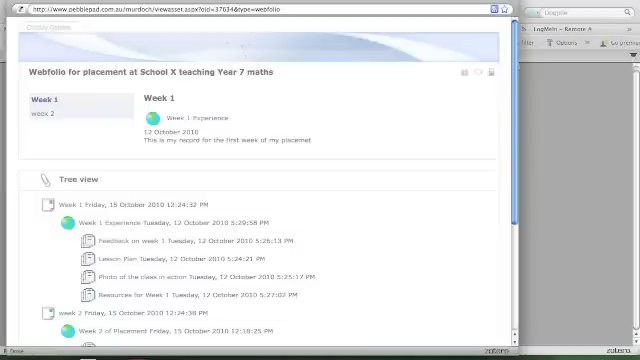 http://www.pebblepad.com.au/murdoch/viewasset.aspx?oid=37634&type=webfolio
Display Options
Dogpile
LogMeIn - Remote A
Options
Go premium
Webfolio for placement at School X teaching Year 7 maths
Week 1
week 2
Week 1
Week 1 Experience
12 October 2010
This is my record for the first week of my placemet
Tree view
Week 1 Friday, 15 October 2010 12:24:32 PM
Week 1 Experience Tuesday, 12 October 2010 5:29:58 PM
Feedback on week 1 Tuesday, 12 October 2010 5:26:13 PM
Lesson Plan Tuesday, 12 October 2010 5:24:21 PM
Photo of the class in action Tuesday, 12 October 2010 5:25:17 PM
Resources for Week 1 Tuesday, 12 October 2010 5:27:02 PM
week 2 Friday, 15 October 2010 12:24:38 PM
Week 2 of Placement Friday, 15 October 2010 12:18:25 PM
Done
zotero
zotero